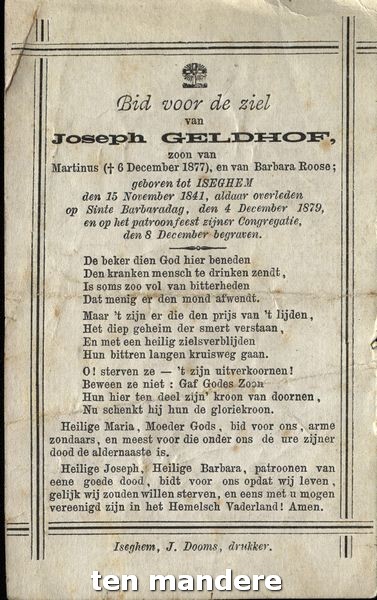 Bid voor de ziel
van
Joseph GELDHOF,
zoon van
Martinus († 6 December 1877), en van Barbara Roose;
geboren tot ISEGHEM
den 15 November 1841, aldaar overleden
op Sinte Barbaradag, den 4 December 1879,
en op het patroonfeest zijner Congregatie,
den 8 December begraven.
De beker dien God hier beneden
Den kranken mensch te drinken zendt,
Is soms zoo vol van bitterheden
Dat menig er den mond afwendt.
Maar 't zijn er die den prijs van 't lijden,
Het diep geheim der smert verstaan,
En met een heilig zielsverblijden
Hun bittren langen kruisweg gaan.
O! sterven ze — 't zijn uitverkoornen!
Beween ze niet : Gaf Godes Zoon
Hun hier ten deel zijn' kroon van doornen,
Nu schenkt hij hun de gloriekroon.
Heilige Maria, Moeder Gods, bid voor ons, arme
zondaars, en meest voor die onder ons de ure zijner
dood de aldernaaste is.
Heilige Joseph, Heilige Barbara, patroonen van
eene goede dood, bidt voor ons opdat wij leven,
gelijk wij zouden willen sterven, en eens met u mogen
vereenigd zijn in het Hemelsch Vaderland! Amen.
Iseghem, J. Dooms, drukker.
ten mandere